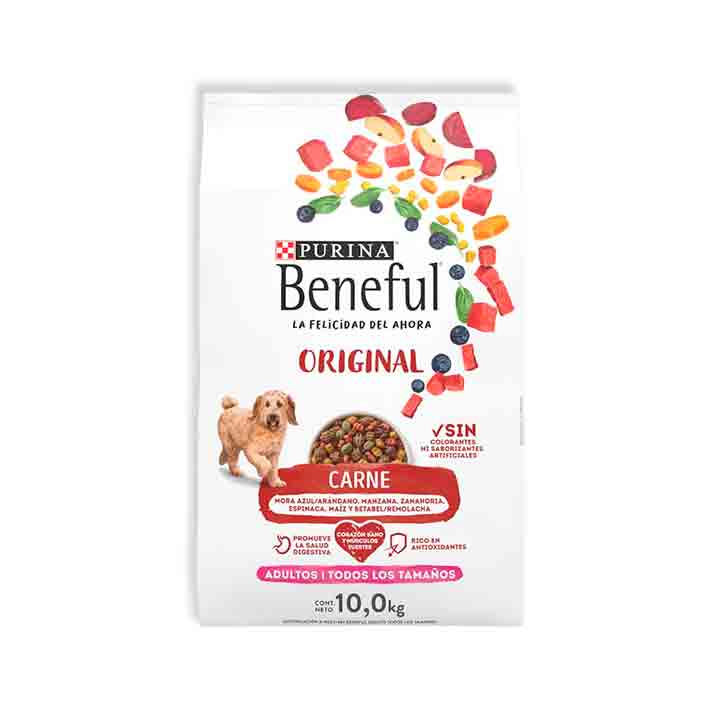 PURINA
Beneful
LA FELICIDAD DEL AHORA
ORIGINAL
✓SIN
COLORANTES
NI SABORIZANTES
ARTIFICIALES
CARNE
MORA AZUL/ARÁNDANO, MANZANA, ZANAHORIA,
ESPINACA, MAÍZ Y BETABEL/REMOLACHA
PROMUEVE
LA SALUD
DIGESTIVA
CORAZÓN SANO
Y MÚSCULOS
FUERTES
RICO EN
ANTIOXIDANTES
ADULTOS | TODOS LOS TAMAÑOS
CONT.
NETO 10,0kg